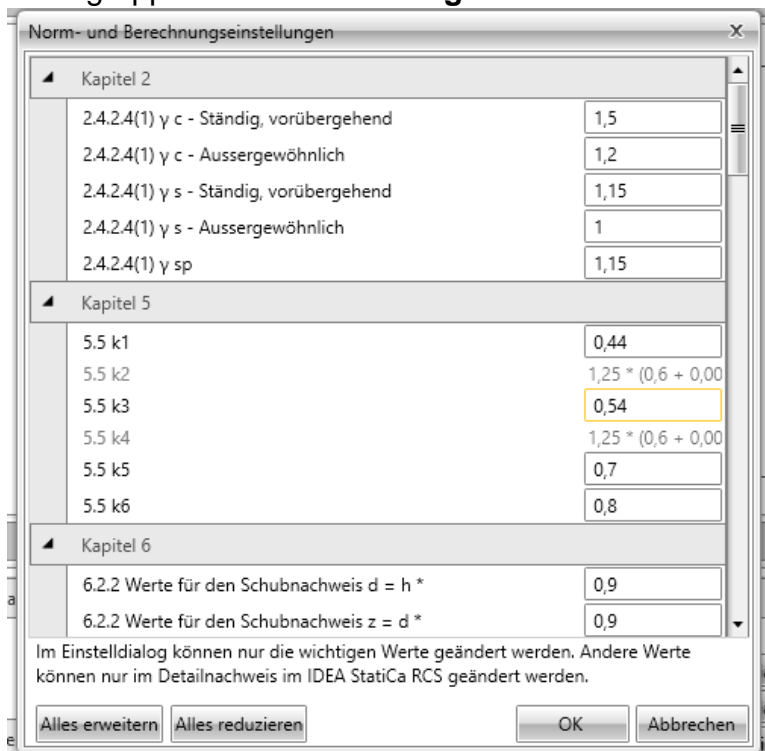 Norm- und Berechnungseinstellungen x
Kapitel 2
2.4.2.4(1) γ c - Ständig, vorübergehend 1,5
2.4.2.4(1) γ c - Aussergewöhnlich 1,2
2.4.2.4(1) γ s - Ständig, vorübergehend 1,15
2.4.2.4(1) γ s - Aussergewöhnlich 1
2.4.2.4(1) γ sp 1,15
Kapitel 5
5.5 k1 0,44
5.5 k2 1,25 * (0,6 + 0,00
5.5 k3 0,54
5.5 k4 1,25 * (0,6 + 0,00
5.5 k5 0,7
5.5 k6 0,8
Kapitel 6
6.2.2 Werte für den Schubnachweis d = h * 0,9
6.2.2 Werte für den Schubnachweis z = d * 0,9
Im Einstelldialog können nur die wichtigen Werte geändert werden. Andere Werte
können nur im Detailnachweis im IDEA StatiCa RCS geändert werden.
Alles erweitern Alles reduzieren OK Abbrechen